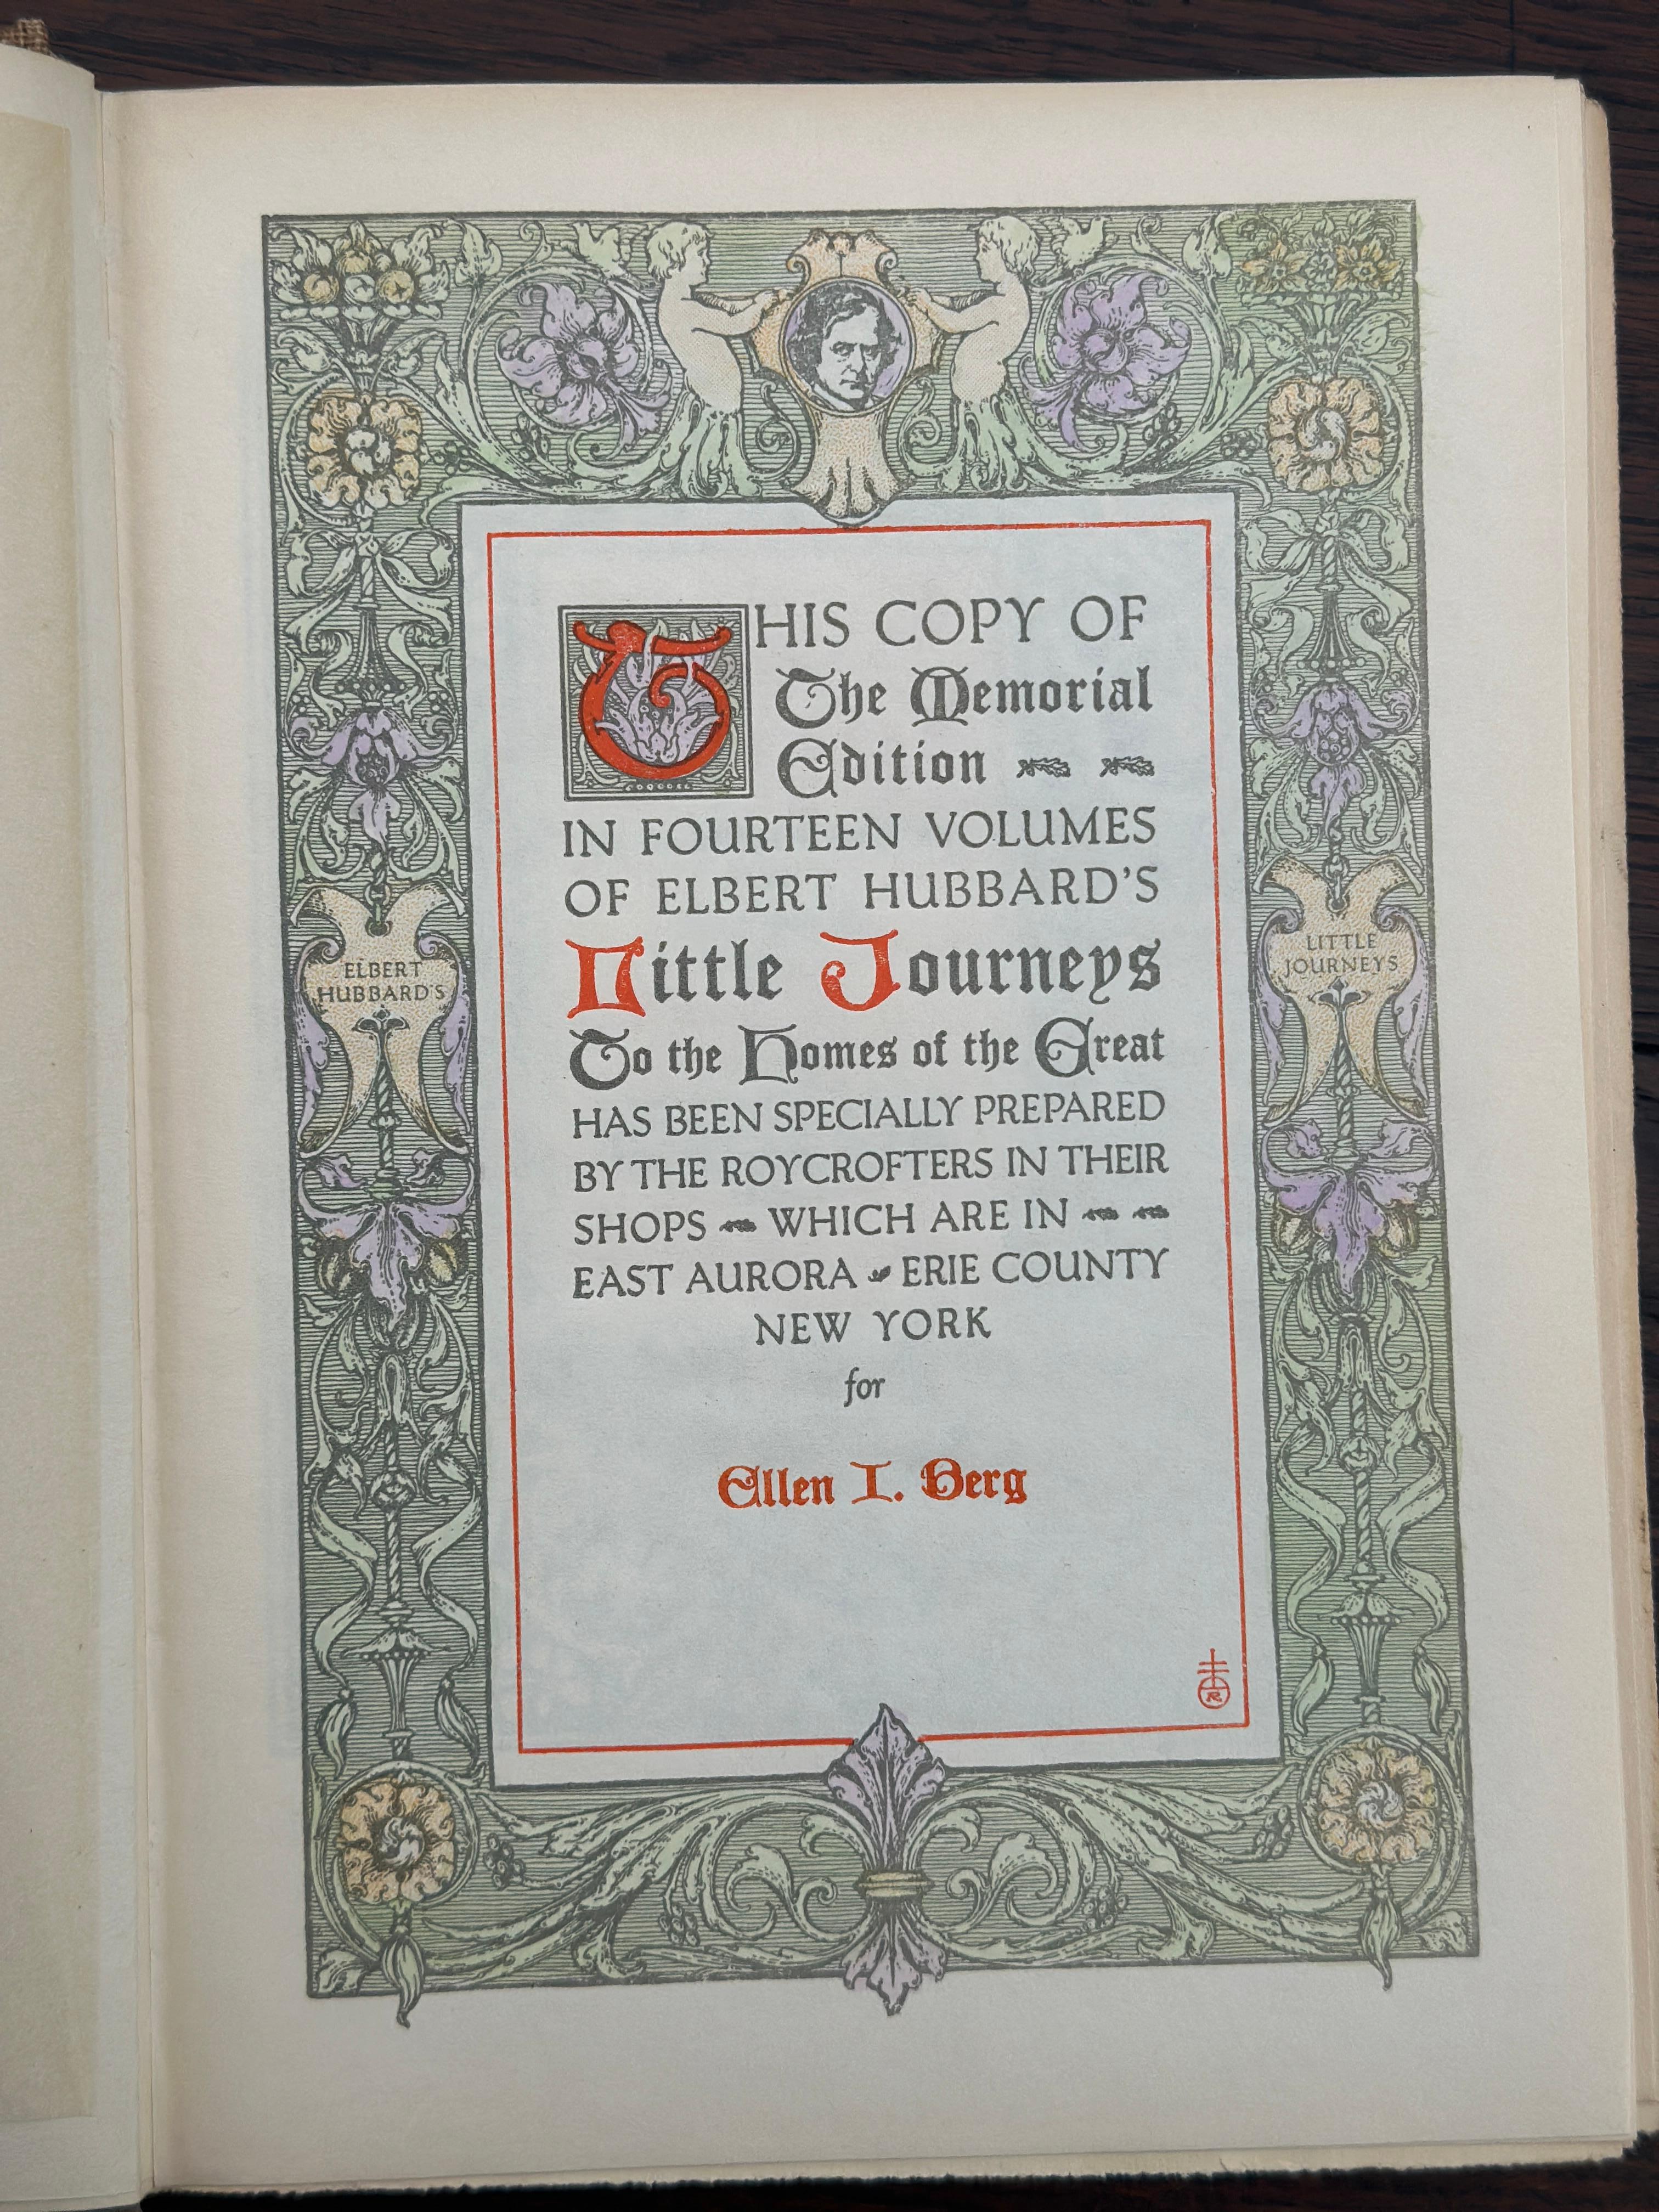 THIS COPY OF
The Memorial
Edition
IN FOURTEEN VOLUMES
OF ELBERT HUBBARD'S
Little Journeys
To the Homes of the Great
HAS BEEN SPECIALLY PREPARED
BY THE ROYCROFTERS IN THEIR
SHOPS WHICH ARE IN
EAST AURORA ERIE COUNTY
NEW YORK
for
Ellen I. Berg
ELBERT
HUBBARD'S
LITTLE
JOURNEYS
R